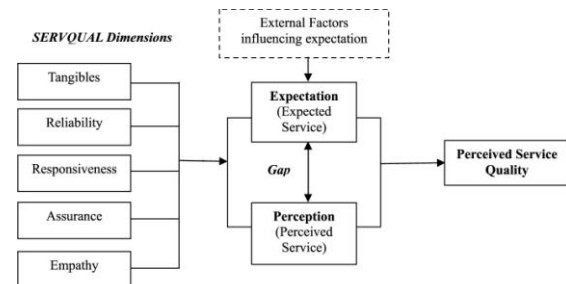 External Factors
influencing expectation
SERVQUAL Dimensions
Tangibles
Reliability
Responsiveness
Assurance
Empathy
Expectation
(Expected
Service)
Gap
Perception
(Perceived
Service)
Perceived Service
Quality